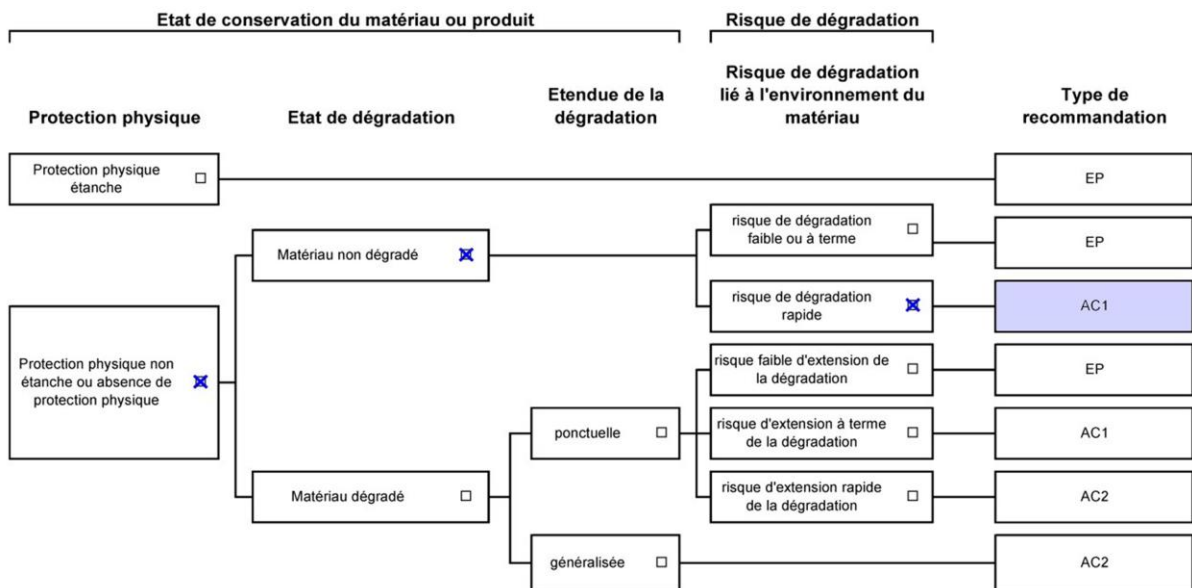 Etat de conservation du matériau ou produit
Risque de dégradation
Protection physique
Etat de dégradation
Etendue de la
dégradation
Risque de dégradation
lié à l'environnement du
matériau
Type de
recommandation
Protection physique
étanche
EP
risque de dégradation
faible ou à terme
EP
Matériau non dégradé
risque de dégradation
rapide
AC1
Protection physique non
étanche ou absence de
protection physique
risque faible d'extension de
la dégradation
EP
ponctuelle
risque d'extension à terme
de la dégradation
AC1
Matériau dégradé
risque d'extension rapide
de la dégradation
AC2
généralisée
AC2